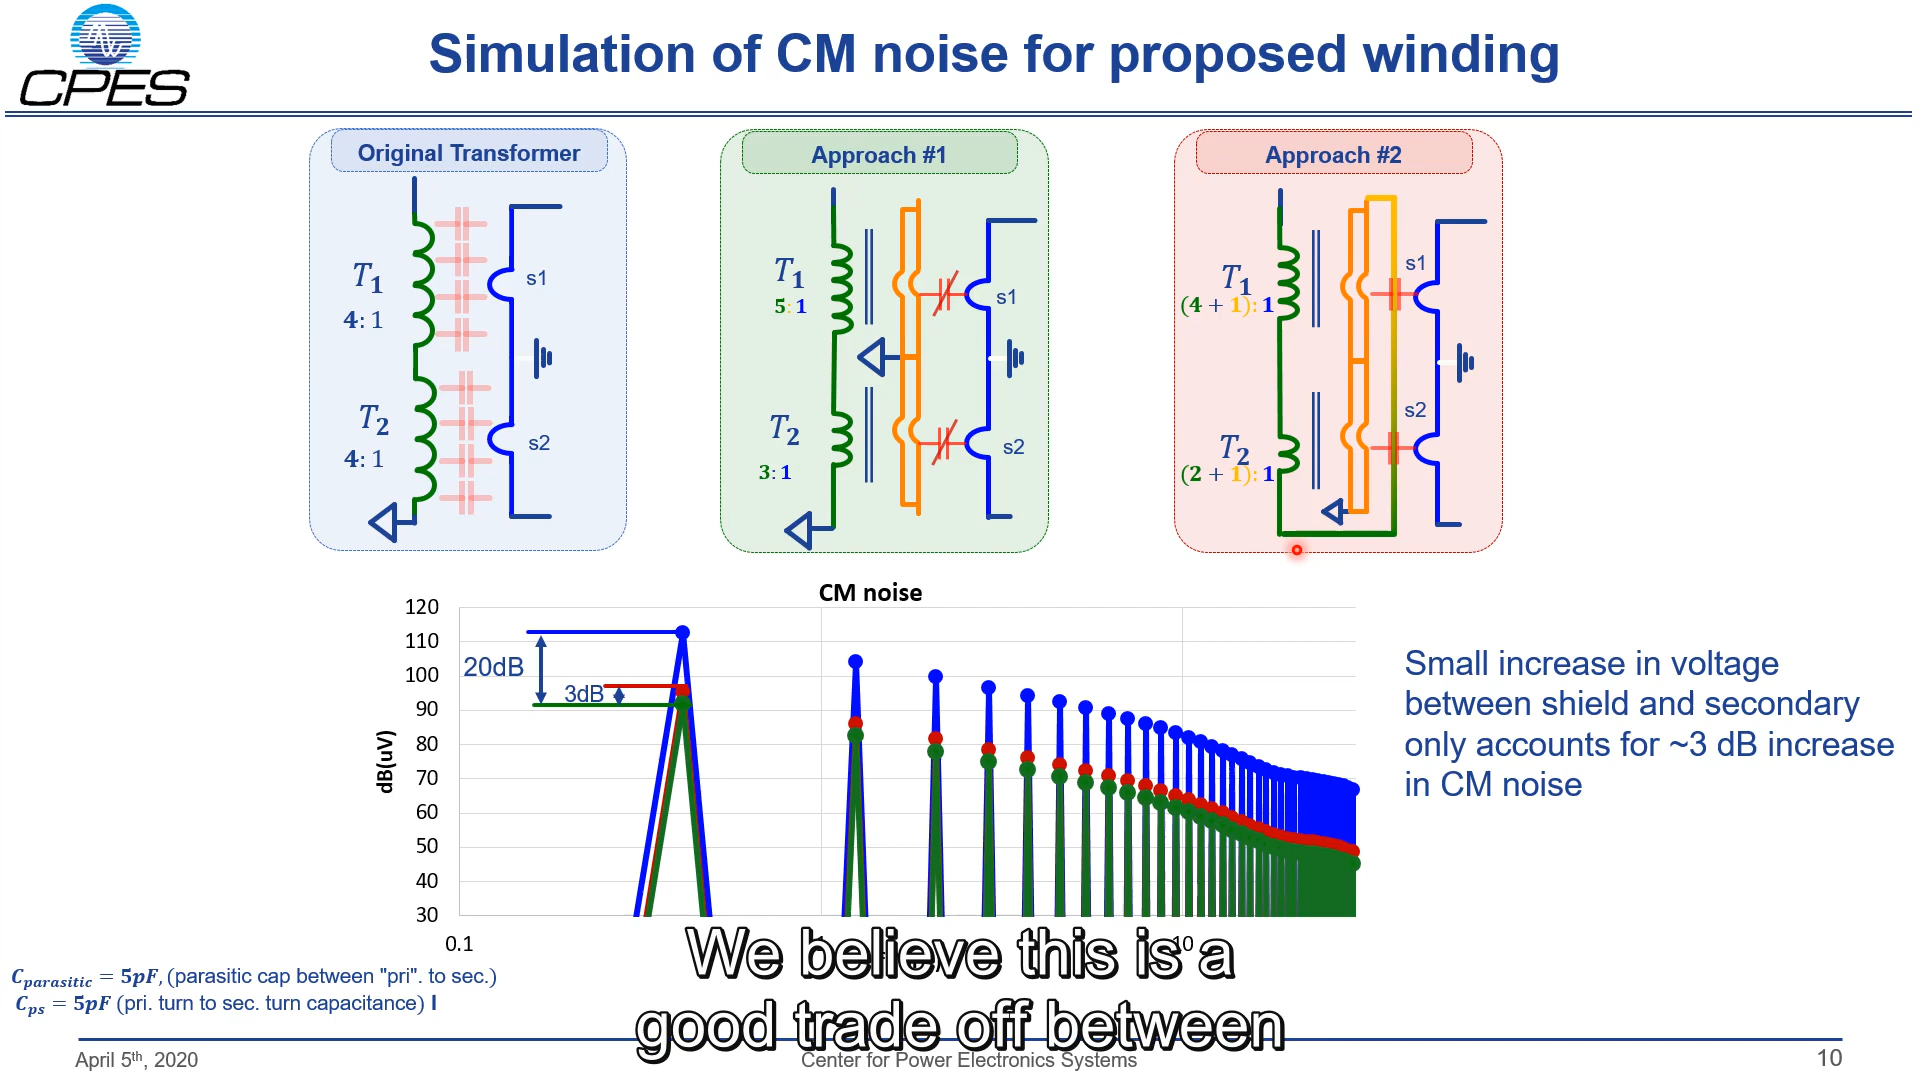 CPES
Simulation of CM noise for proposed winding
Original Transformer
T1
4: 1
T2
4: 1
s1
s2
Approach #1
T1
5: 1
T2
3: 1
s1
s2
Approach #2
T1
(4 + 1): 1
T2
(2 + 1): 1
s1
s2
CM noise
120
110
100
90
80
70
60
50
40
30
dB(uV)
20dB
3dB
0.1
10
Small increase in voltage
between shield and secondary
only accounts for ~3 dB increase
in CM noise
Cparasitic = 5pF, (parasitic cap between "pri". to sec.)
Cps = 5pF (pri. turn to sec. turn capacitance) I
We believe this is a
good trade off between
April 5th, 2020
Center for Power Electronics Systems
10